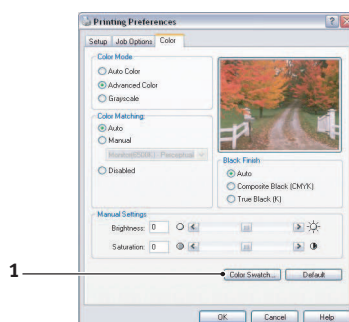 Printing Preferences
Setup Job Options Color
Color Mode
Auto Color
Advanced Color
Grayscale
Color Matching
Auto
Manual
Disabled
Black Finish
Auto
Composite Black (CMYK)
True Black (K)
Manual Settings
Brightness: 0
Saturation: 0
1
Color Swatch... Default
OK Cancel Help